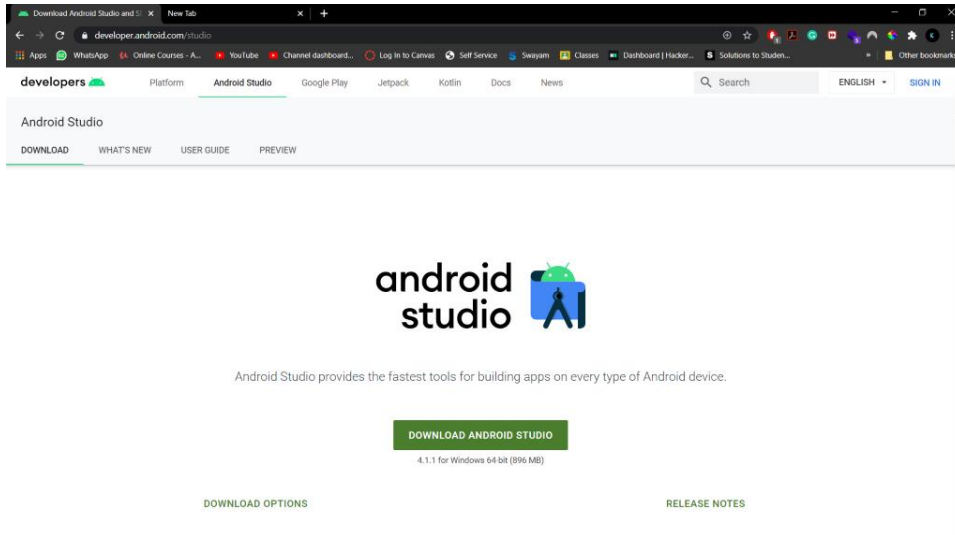 Download Android Studio and S
New Tab
developer.android.com/studio
Apps WhatsApp Online Courses - A... YouTube Channel dashboard... Log In to Canvas Self Service Swayam Classes Dashboard | Hacker... Solutions to Studen... » Other bookmarks
developers Platform Android Studio Google Play Jetpack Kotlin Docs News Search ENGLISH SIGN IN
Android Studio
DOWNLOAD WHAT'S NEW USER GUIDE PREVIEW
android
studio
Android Studio provides the fastest tools for building apps on every type of Android device.
DOWNLOAD ANDROID STUDIO
4.1.1 for Windows 64-bit (896 MB)
DOWNLOAD OPTIONS RELEASE NOTES